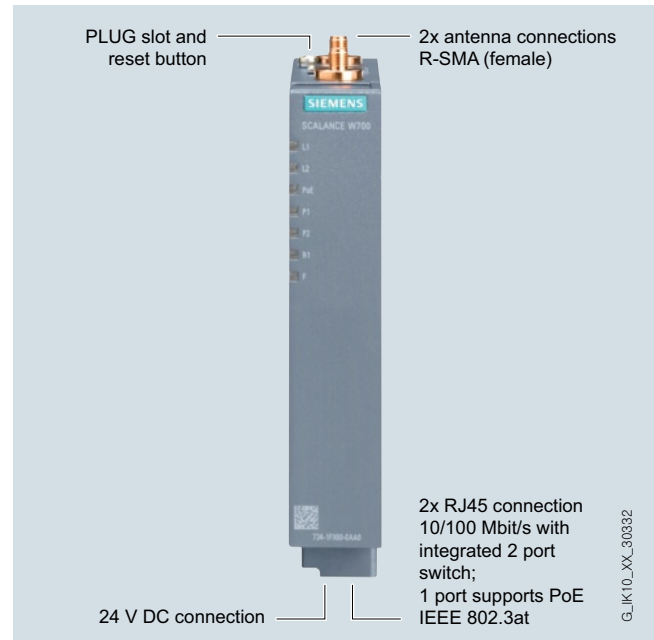 PLUG slot and
reset button
2x antenna connections
R-SMA (female)
SIEMENS
SCALANCE W700
L1
L2
PoE
P1
P2
R1
F
2x RJ45 connection
10/100 Mbit/s with
integrated 2 port
switch;
1 port supports PoE
IEEE 802.3at
24 V DC connection
G_IK10_XX_30332